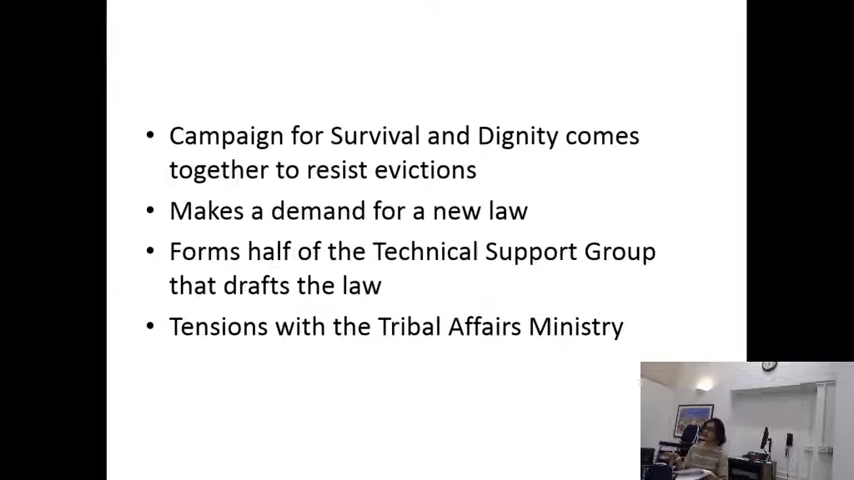 • Campaign for Survival and Dignity comes
together to resist evictions
• Makes a demand for a new law
• Forms half of the Technical Support Group
that drafts the law
• Tensions with the Tribal Affairs Ministry